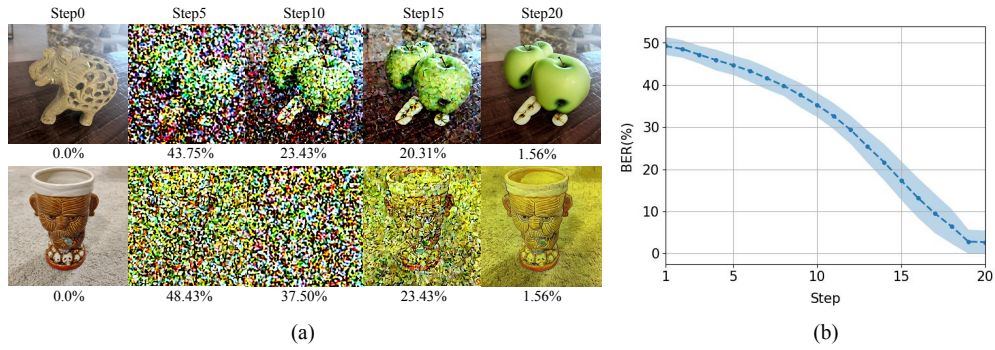 Step0 Step5 Step10 Step15 Step20
0.0% 43.75% 23.43% 20.31% 1.56%
0.0% 48.43% 37.50% 23.43% 1.56%
(a)
BER(%)
50
40
30
20
10
0
1 5 10 15 20
Step
(b)